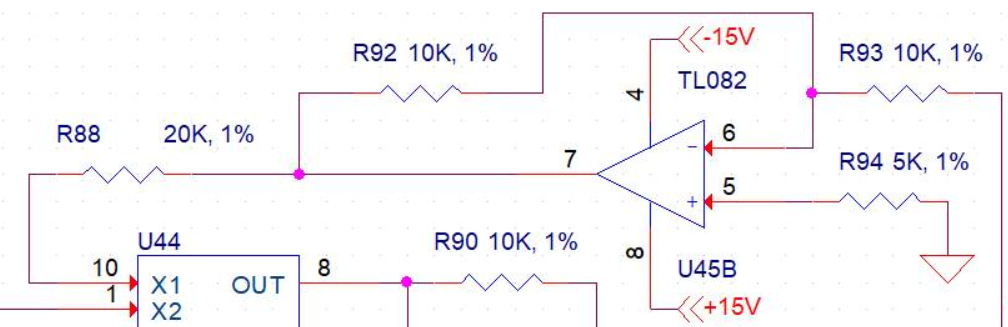 -15V
R92 10K, 1%
R93 10K, 1%
TL082
4
R88 20K, 1%
6
7
R94 5K, 1%
5
-
+
U44
R90 10K, 1%
8
10
8
U45B
1
X1
OUT
X2
+15V